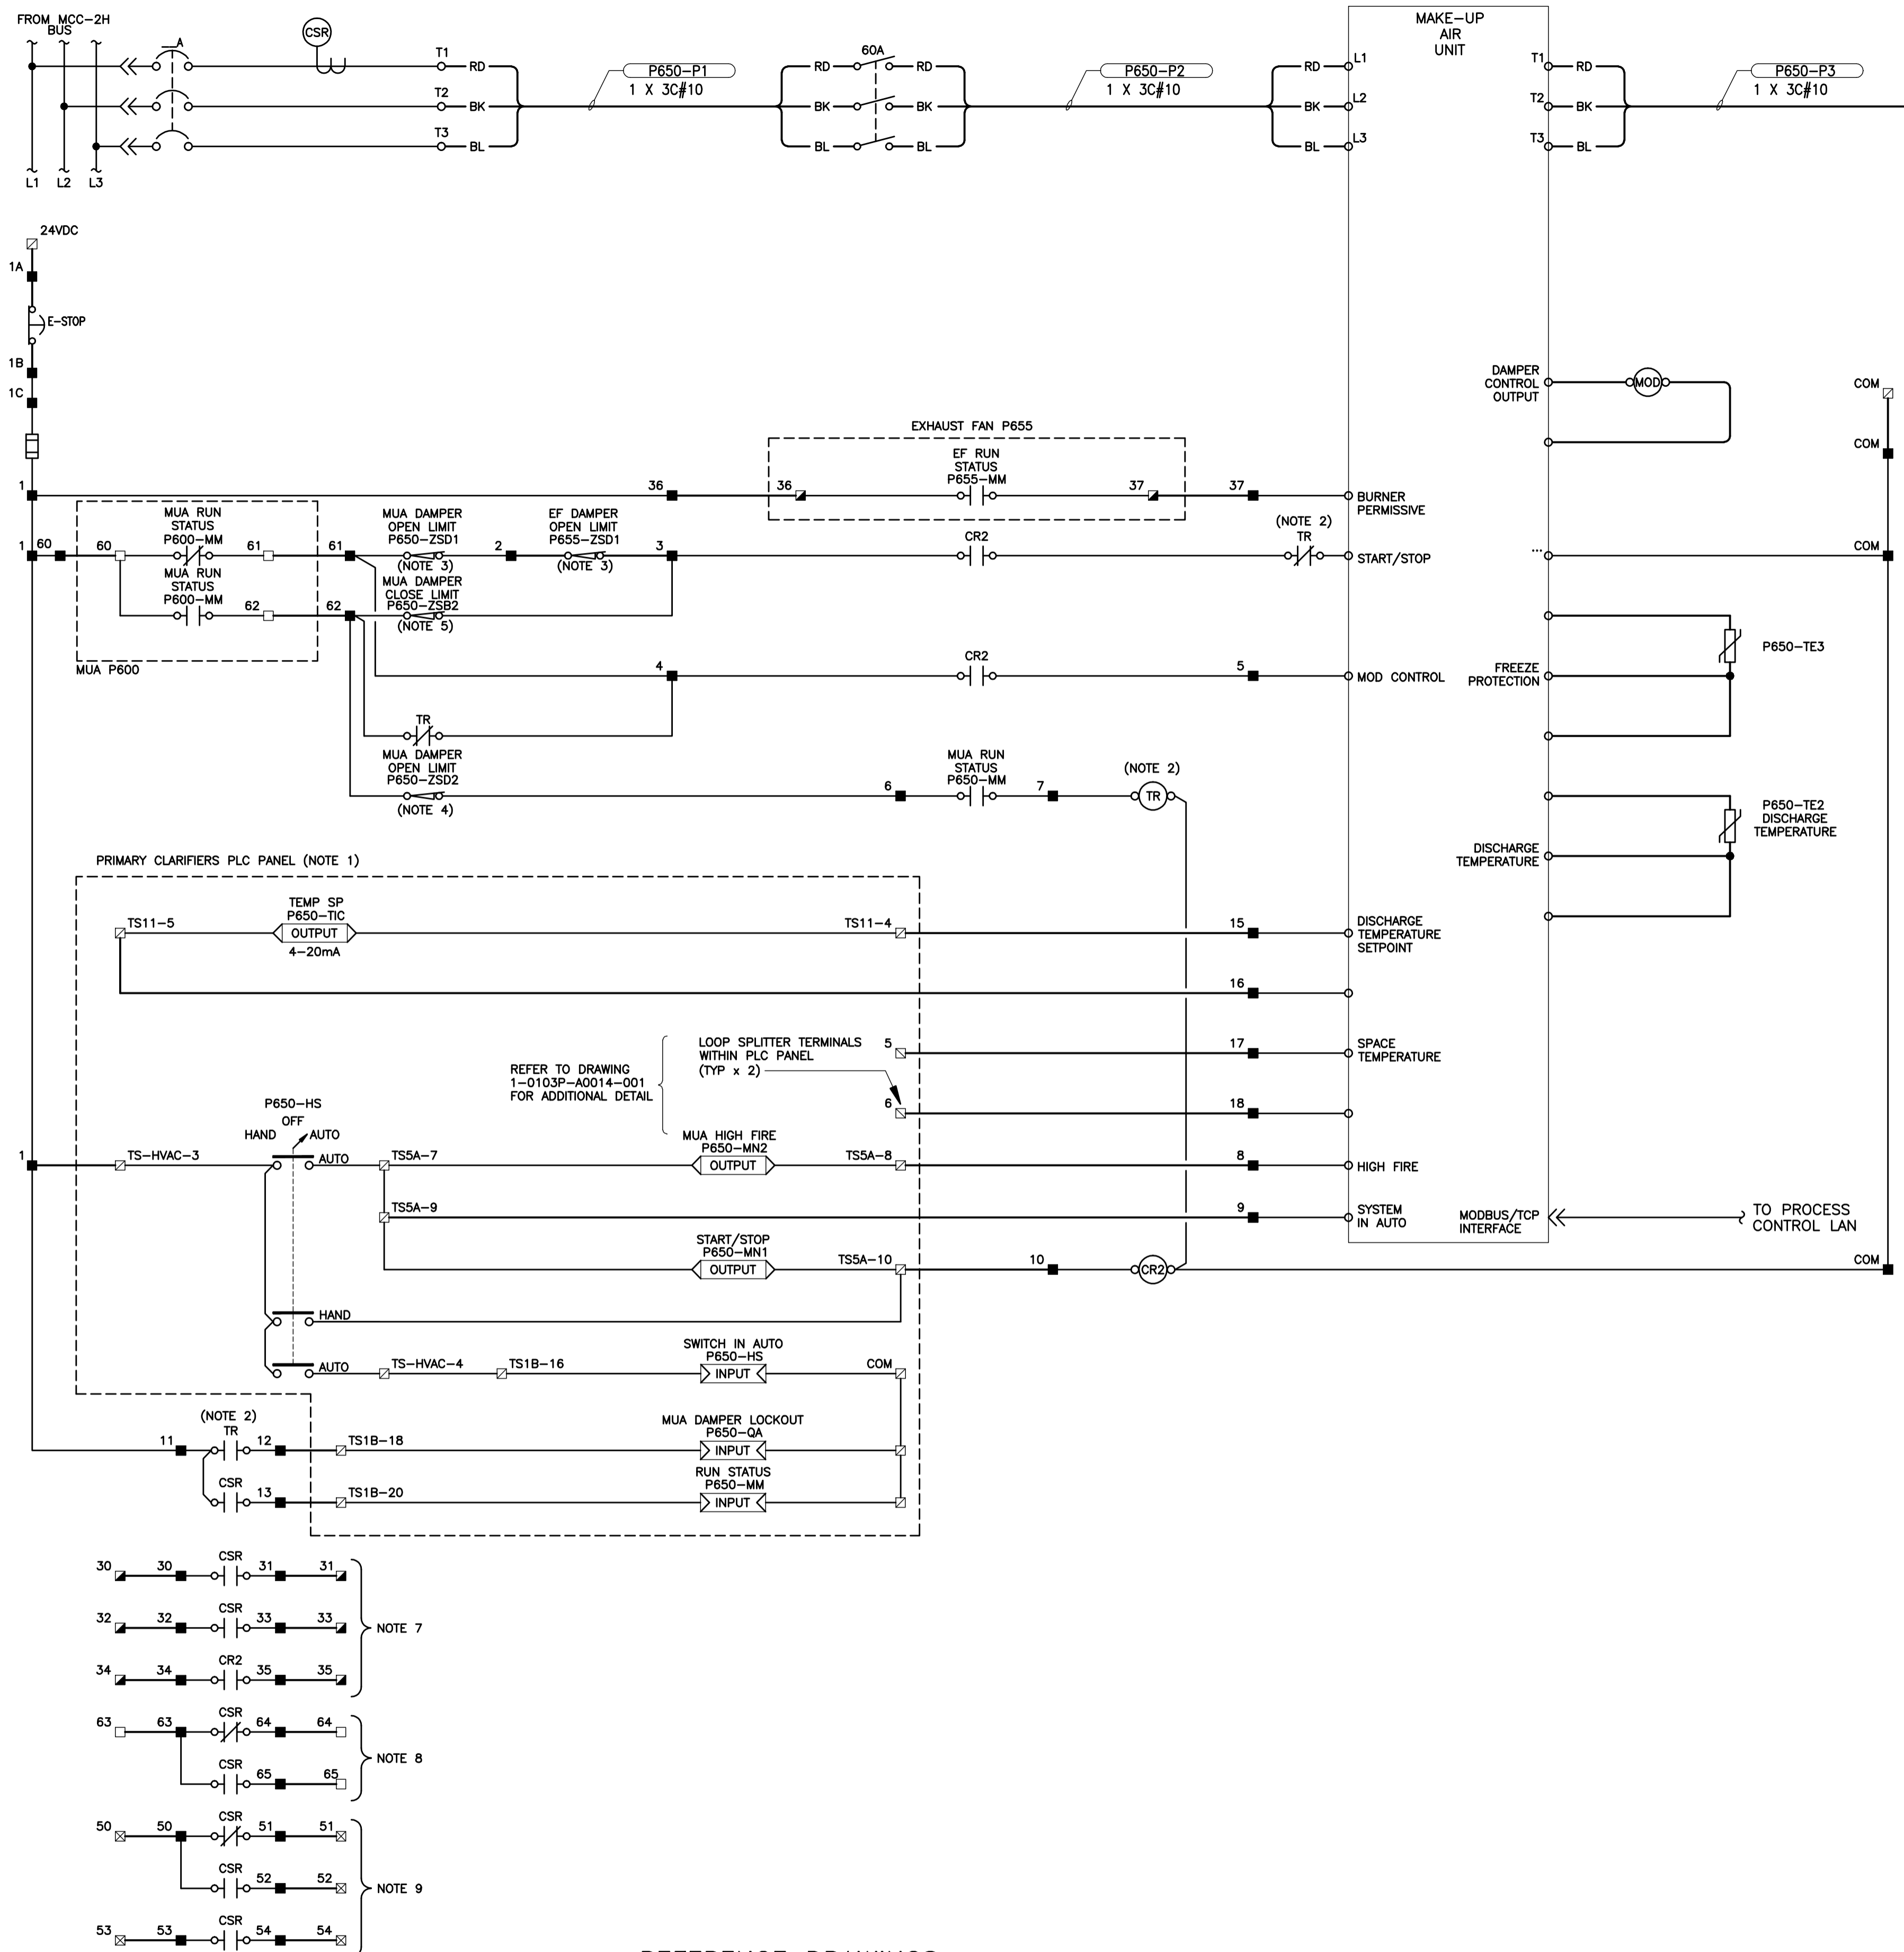 FROM MCC-2H
BUS
A
CSR
T1
RD
T2
BK
T3
BL
L1
L2
L3
P650-P1
1 X 3C#10
60A
RD
RD
BK
BK
BL
BL
P650-P2
1 X 3C#10
RD
BK
BL
MAKE-UP
AIR
UNIT
L1
L2
L3
T1
T2
T3
RD
BK
BL
P650-P3
1 X 3C#10
24VDC
1A
E-STOP
1B
1C
DAMPER
CONTROL
OUTPUT
MOD
COM
COM
EXHAUST FAN P655
EF RUN
STATUS
P655-MM
1
36
36
37
37
BURNER
PERMISSIVE
MUA RUN
STATUS
P600-MM
MUA DAMPER
OPEN LIMIT
P650-ZSD1
EF DAMPER
OPEN LIMIT
P655-ZSD1
(NOTE 2)
TR
CR2
1
60
60
61
61
2
3
(NOTE 3)
(NOTE 3)
START/STOP
...
COM
MUA RUN
STATUS
P600-MM
62
62
MUA DAMPER
CLOSE LIMIT
P650-ZSB2
(NOTE 5)
MUA P600
4
CR2
5
MOD CONTROL
FREEZE
PROTECTION
P650-TE3
TR
MUA DAMPER
OPEN LIMIT
P650-ZSD2
(NOTE 4)
6
MUA RUN
STATUS
P650-MM
7
(NOTE 2)
TR
P650-TE2
DISCHARGE
TEMPERATURE
DISCHARGE
TEMPERATURE
PRIMARY CLARIFIERS PLC PANEL (NOTE 1)
TS11-5
TEMP SP
P650-TIC
OUTPUT
4-20mA
TS11-4
15
DISCHARGE
TEMPERATURE
SETPOINT
16
REFER TO DRAWING
1-0103P-A0014-001
FOR ADDITIONAL DETAIL
LOOP SPLITTER TERMINALS
WITHIN PLC PANEL
(TYP x 2)
5
17
SPACE
TEMPERATURE
6
18
P650-HS
OFF
HAND
AUTO
1
TS-HVAC-3
AUTO
TS5A-7
MUA HIGH FIRE
P650-MN2
OUTPUT
TS5A-8
8
HIGH FIRE
TS5A-9
9
SYSTEM
IN AUTO
MODBUS/TCP
INTERFACE
TO PROCESS
CONTROL LAN
START/STOP
P650-MN1
OUTPUT
TS5A-10
10
CR2
COM
HAND
AUTO
TS-HVAC-4
TS1B-16
SWITCH IN AUTO
P650-HS
INPUT
COM
(NOTE 2)
TR
11
12
TS1B-18
MUA DAMPER LOCKOUT
P650-QA
INPUT
CSR
13
TS1B-20
RUN STATUS
P650-MM
INPUT
30
30
CSR
31
31
32
32
CSR
33
33
NOTE 7
34
34
CR2
35
35
63
63
CSR
64
64
NOTE 8
CSR
65
65
50
50
CSR
51
51
CSR
52
52
NOTE 9
53
53
CSR
54
54
REFERENCE DRAWINGS